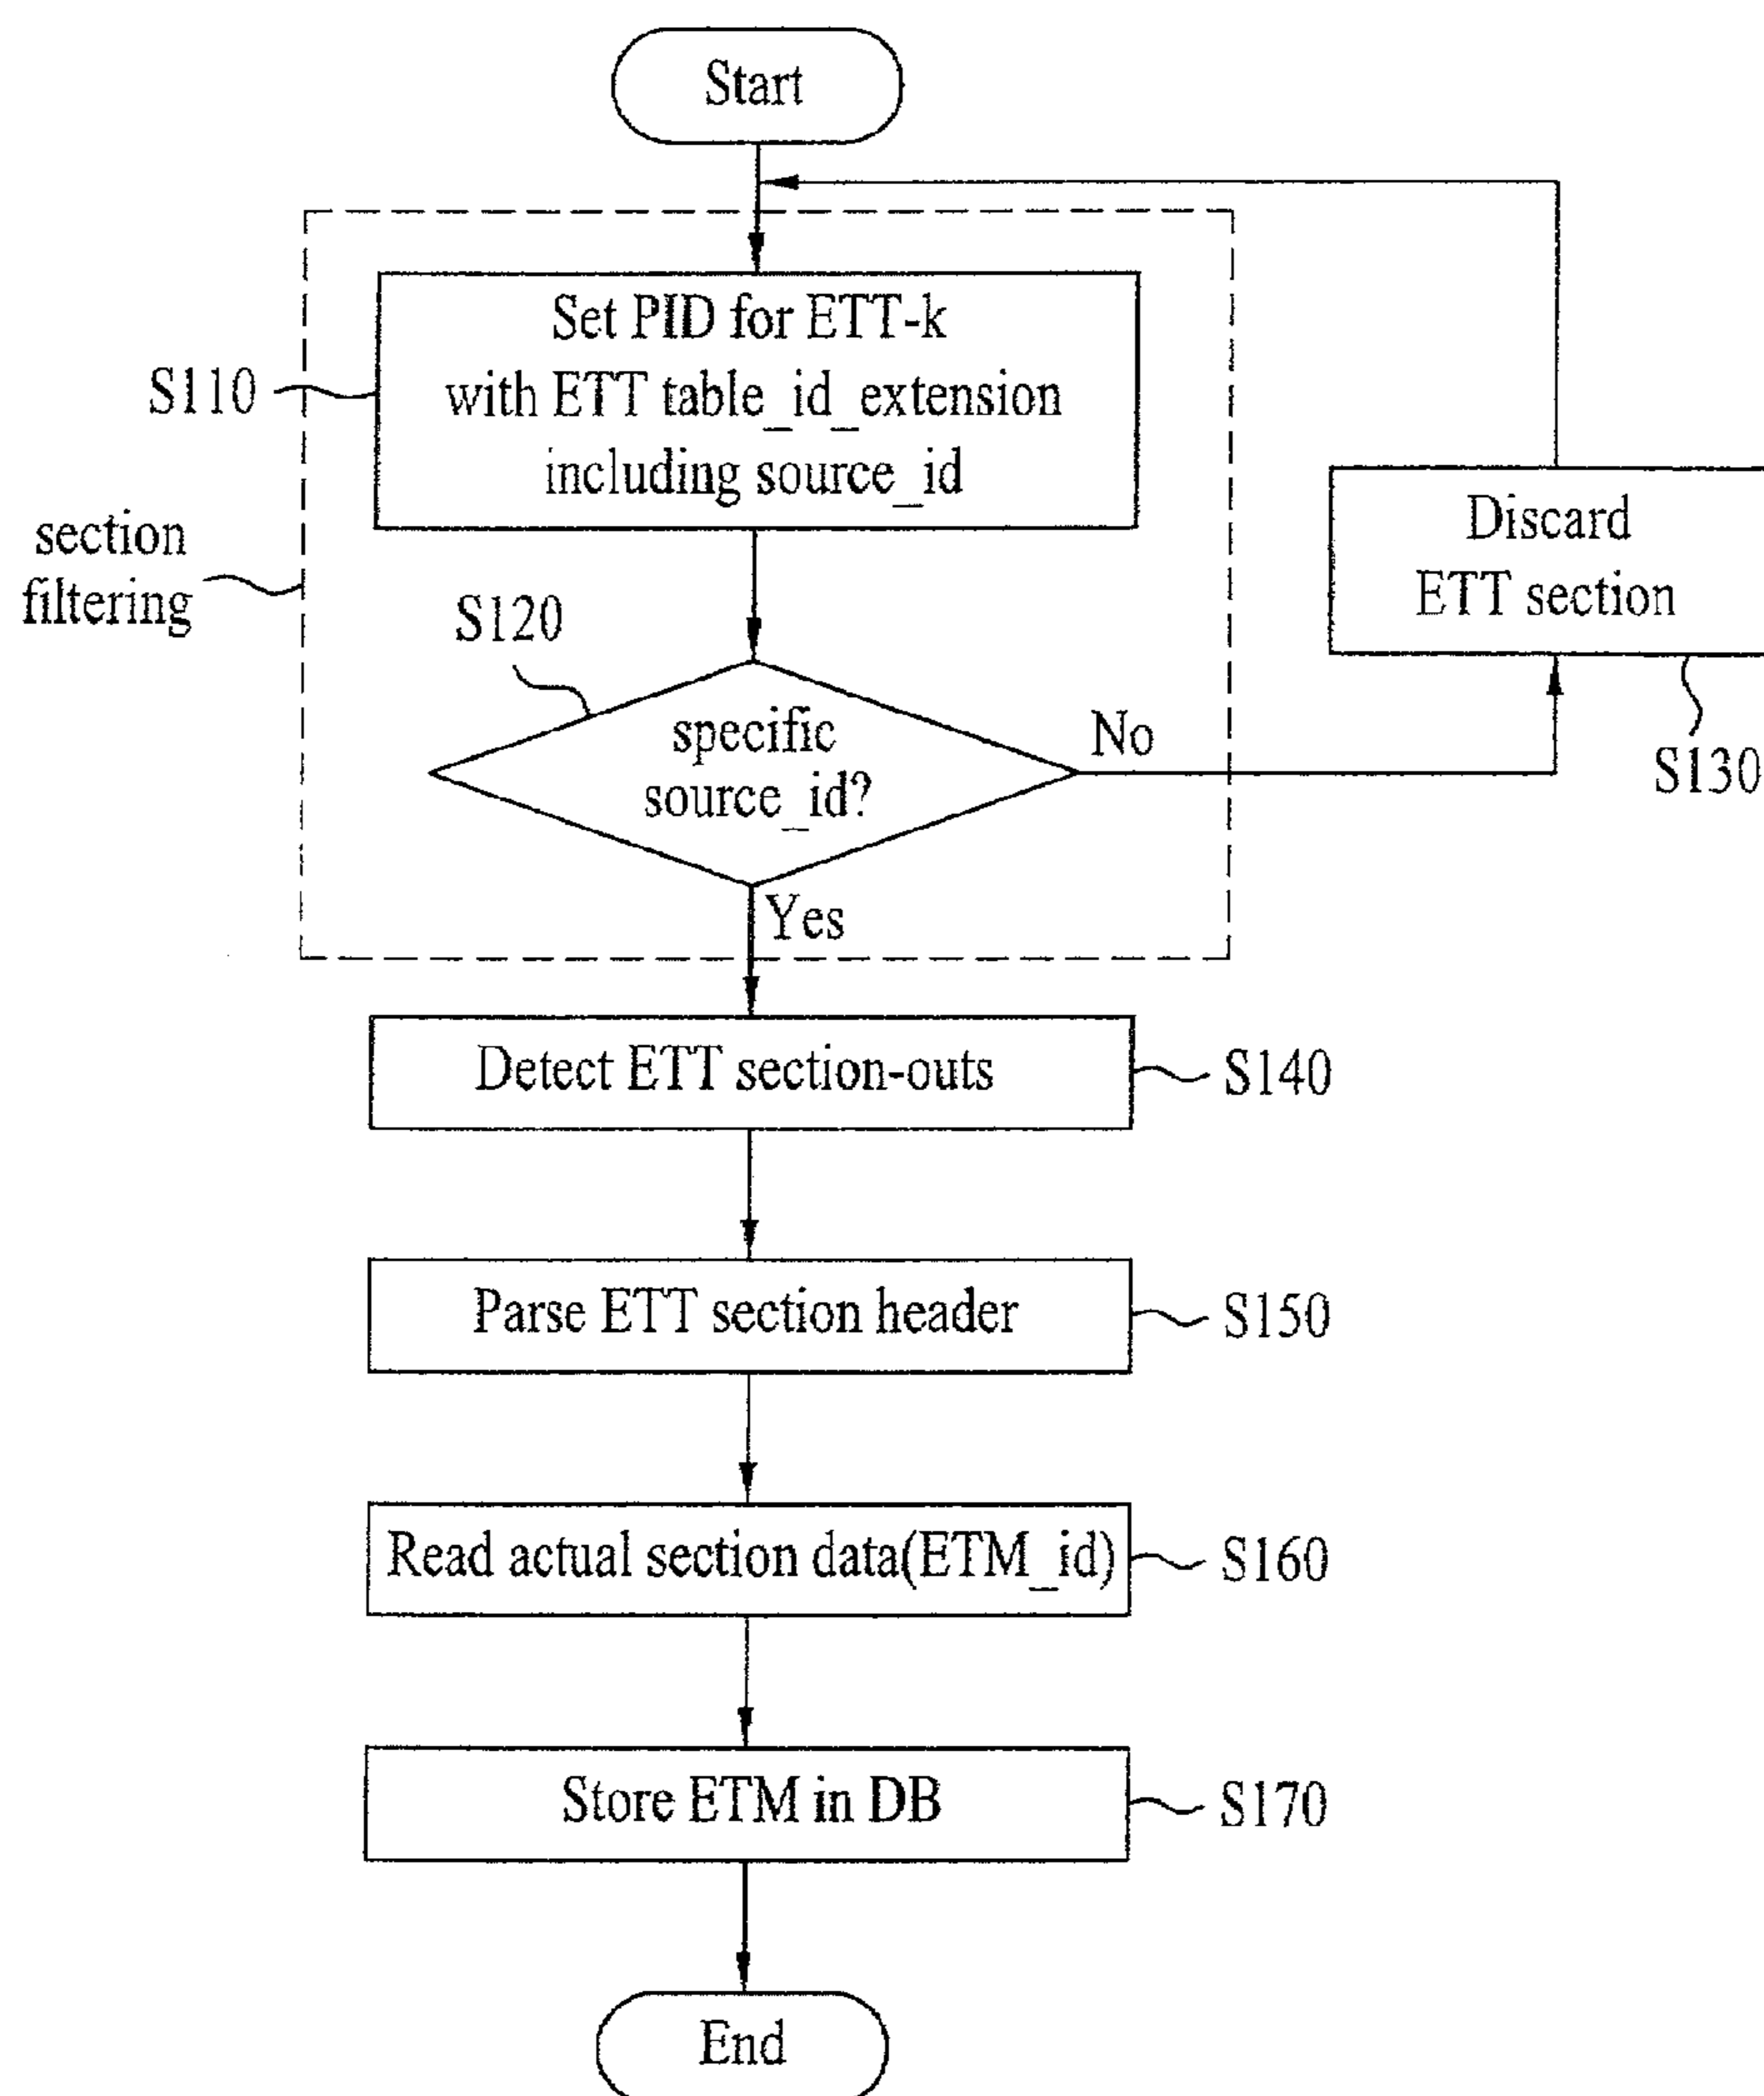 Start
Set PID for ETT-k
with ETT table_id_extension
including source_id
S110
section
filtering
Discard
ETT section
S130
S120
specific
source_id?
No
Yes
Detect ETT section-outs
S140
Parse ETT section header
S150
Read actual section data(ETM_id)
S160
Store ETM in DB
S170
End